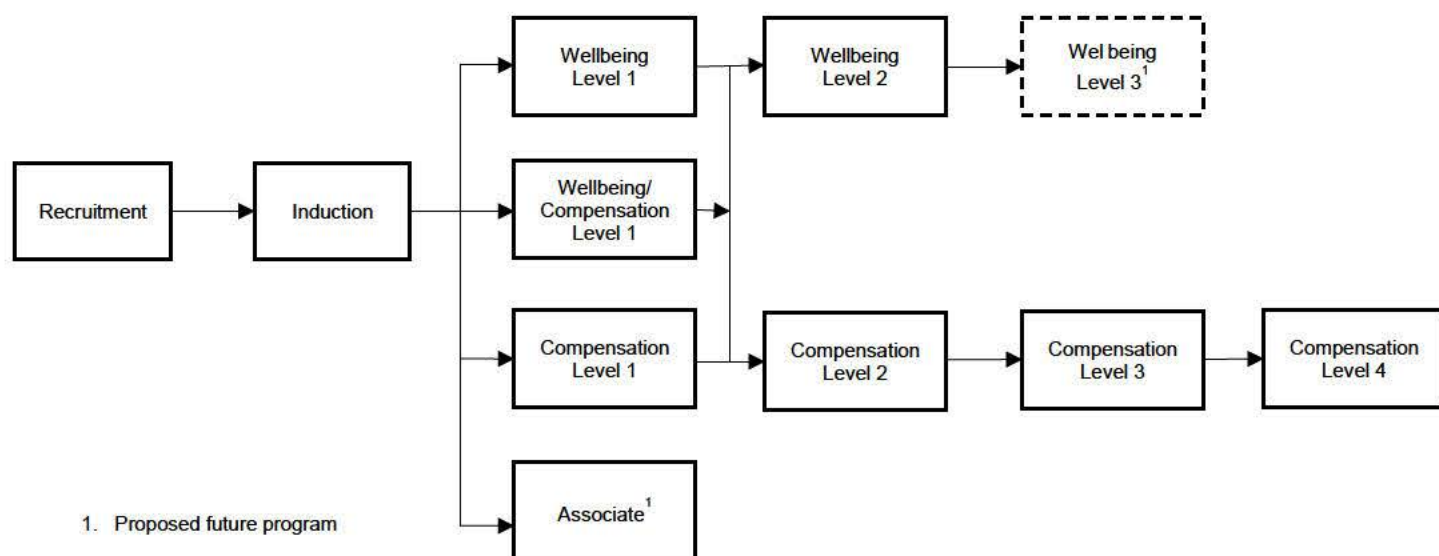 Wellbeing
Level 1
Wellbeing
Level 2
Wel being
Level 3¹
Recruitment
Induction
Wellbeing/
Compensation
Level 1
Compensation
Level 1
Compensation
Level 2
Compensation
Level 3
Compensation
Level 4
Associate¹
1. Proposed future program